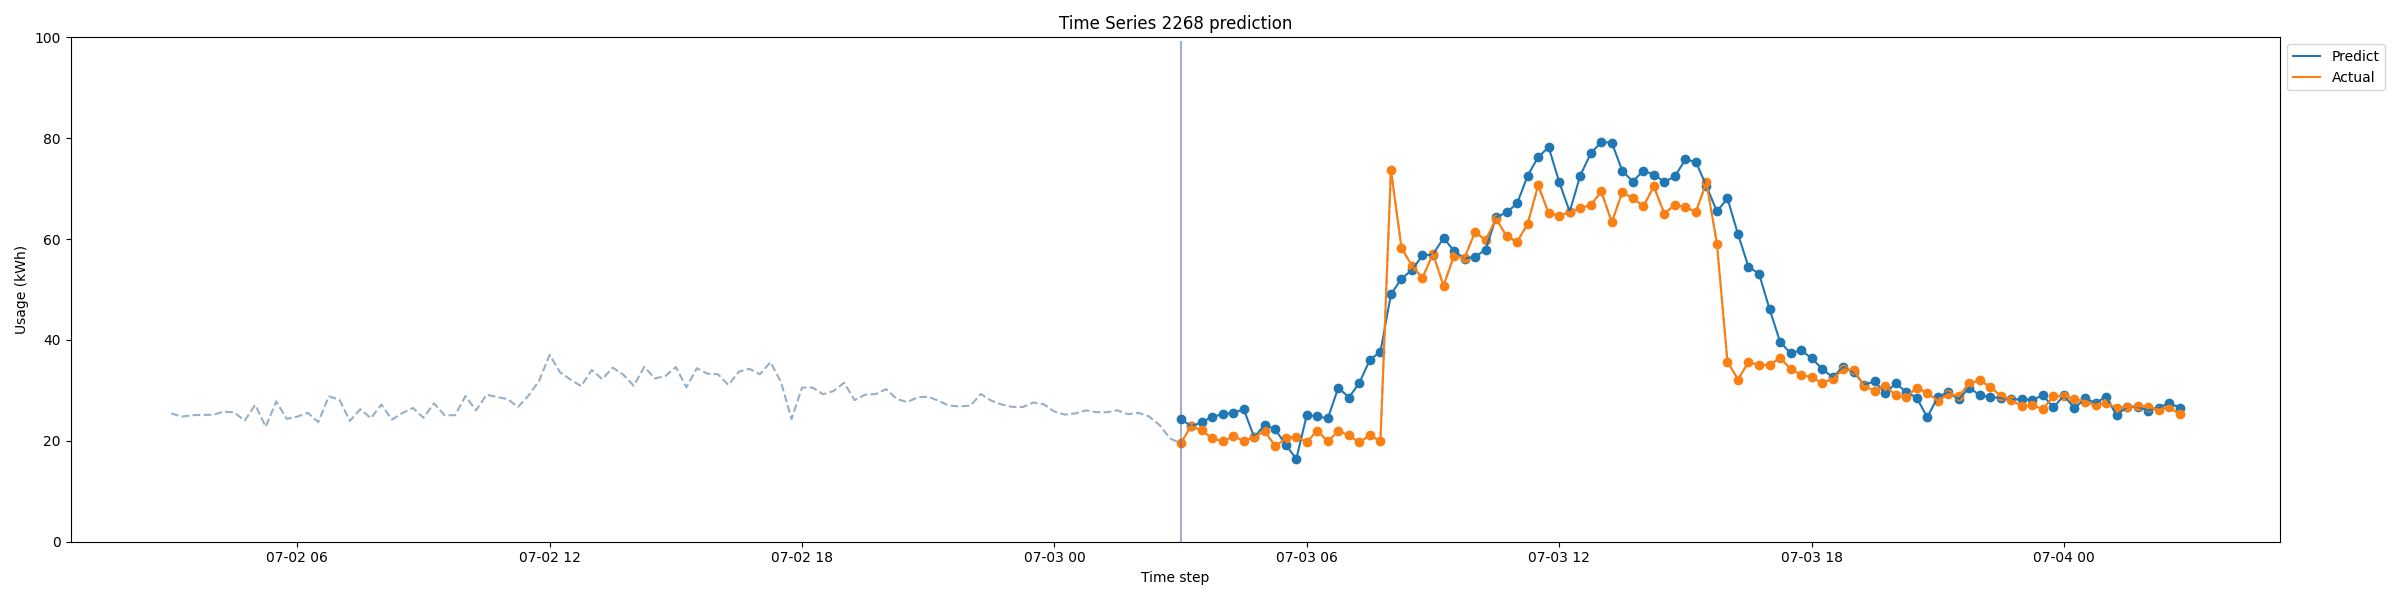 Time Series 2268 prediction
100
80
60
40
20
0
Usage (kWh)
07-02 06
07-02 12
07-02 18
07-03 00
07-03 06
07-03 12
07-03 18
07-04 00
Time step
Predict
Actual